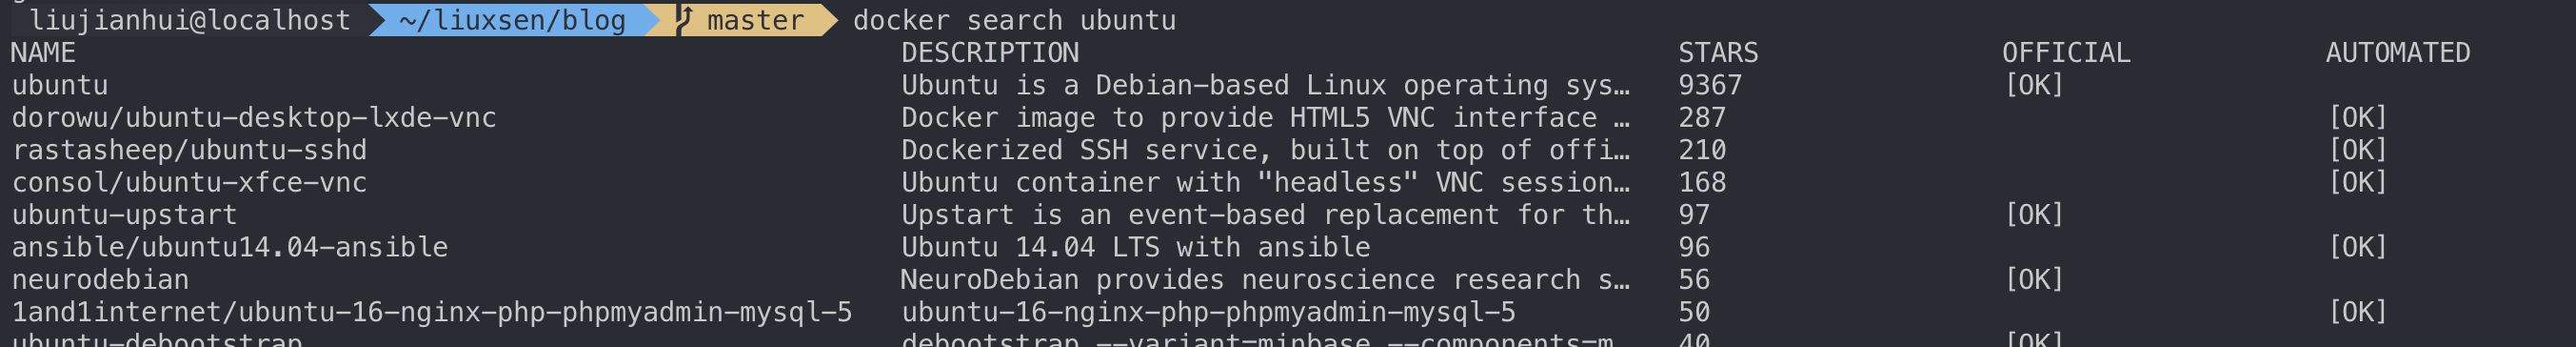 liujianhui@localhost ~/liuxsen/blog master docker search ubuntu
NAME DESCRIPTION STARS OFFICIAL AUTOMATED
ubuntu Ubuntu is a Debian-based Linux operating sys… 9367 [OK]
dorowu/ubuntu-desktop-lxde-vnc Docker image to provide HTML5 VNC interface … 287 [OK]
rastasheep/ubuntu-sshd Dockerized SSH service, built on top of offi… 210 [OK]
consol/ubuntu-xfce-vnc Ubuntu container with "headless" VNC session… 168 [OK]
ubuntu-upstart Upstart is an event-based replacement for th… 97 [OK]
ansible/ubuntu14.04-ansible Ubuntu 14.04 LTS with ansible 96 [OK]
neurodebian NeuroDebian provides neuroscience research s… 56 [OK]
1and1internet/ubuntu-16-nginx-php-phpmyadmin-mysql-5 ubuntu-16-nginx-php-phpmyadmin-mysql-5 50 [OK]
ubuntu-debootstrap debootstrap --variant=minbase --components=m… 40 [OK]